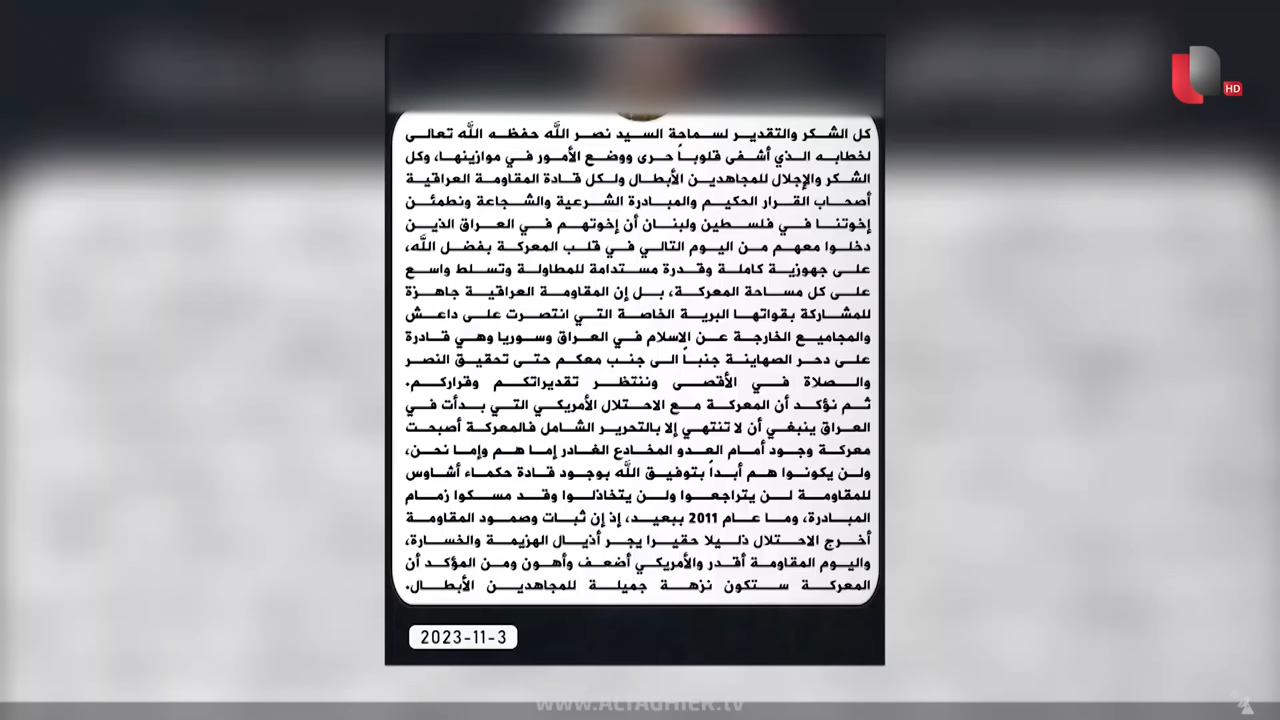 HD
كل الشكر والتقدير لسماحة السيد نصر الله حفظه الله تعالى
لخطابه الذي أشفى قلوباً حرى ووضع الأمور في موازينها، وكل
الشكر والإجلال للمجاهدين الأبطال ولكل قادة المقاومة العراقية
أصحاب القرار الحكيم والمبادرة الشرعية والشجاعة ونطمئن
إخوتنا في فلسطين ولبنان أن إخوتهم في العراق الذين
دخلوا معهم من اليوم التالي في قلب المعركة بفضل الله،
على جهوزية كاملة وقدرة مستدامة للمطاولة وتسلط واسع
على كل مساحة المعركة، بل إن المقاومة العراقية جاهزة
للمشاركة بقواتها البرية الخاصة التي انتصرت على داعش
والمجاميع الخارجة عن الإسلام في العراق وسوريا وهي قادرة
على دحر الصهاينة جنباً الى جنب معكم حتى تحقيق النصر
والصلاة في الأقصى وننتظر تقديراتكم وقراركم.
ثم نؤكد أن المعركة مع الاحتلال الأمريكي التي بدأت في
العراق ينبغي أن لا تنتهي إلا بالتحرير الشامل فالمعركة أصبحت
معركة وجود أمام العدو المخادع الغادر إما هم وإما نحن،
ولن يكونوا هم أبداً بتوفيق الله بوجود قادة حكماء أشاوس
للمقاومة لن يتراجعوا ولن يتخاذلوا وقد مسكوا زمام
المبادرة، وما عام 2011 ببعيد، إذ إن ثبات وصمود المقاومة
أخرج الاحتلال ذليلا حقيرا يجر أذيال الهزيمة والخسارة،
واليوم المقاومة أقدر والأمريكي أضعف وأهون ومن المؤكد أن
المعركة ستكون نزهة جميلة للمجاهدين الأبطال.
2023-11-3
WWW.ALTAGHIER.TV